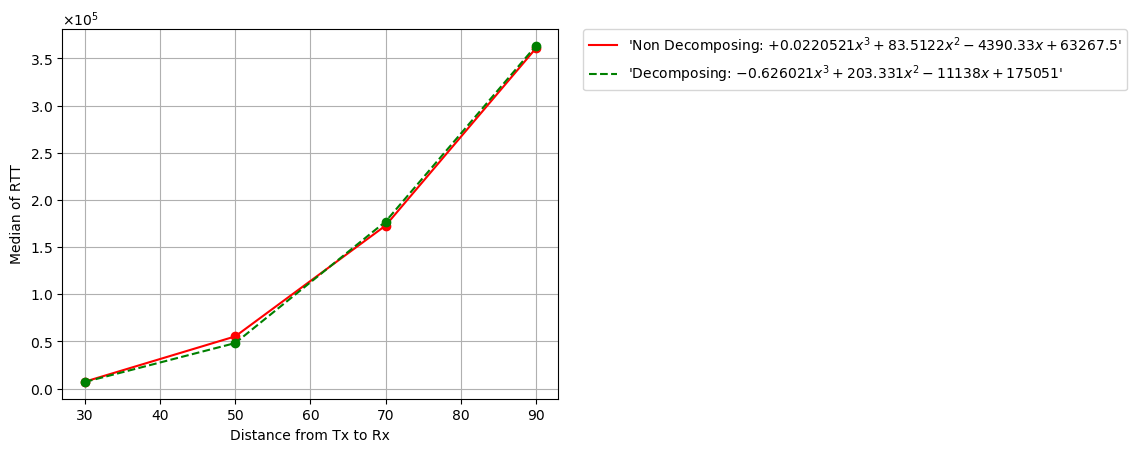 ×10^5
3.5
3.0
2.5
2.0
1.5
1.0
0.5
0.0
30 40 50 60 70 80 90
Median of RTT
Distance from Tx to Rx
'Non Decomposing: +0.0220521x^3 + 83.5122x^2 − 4390.33x + 63267.5'
'Decomposing: −0.626021x^3 + 203.331x^2 − 11138x + 175051'